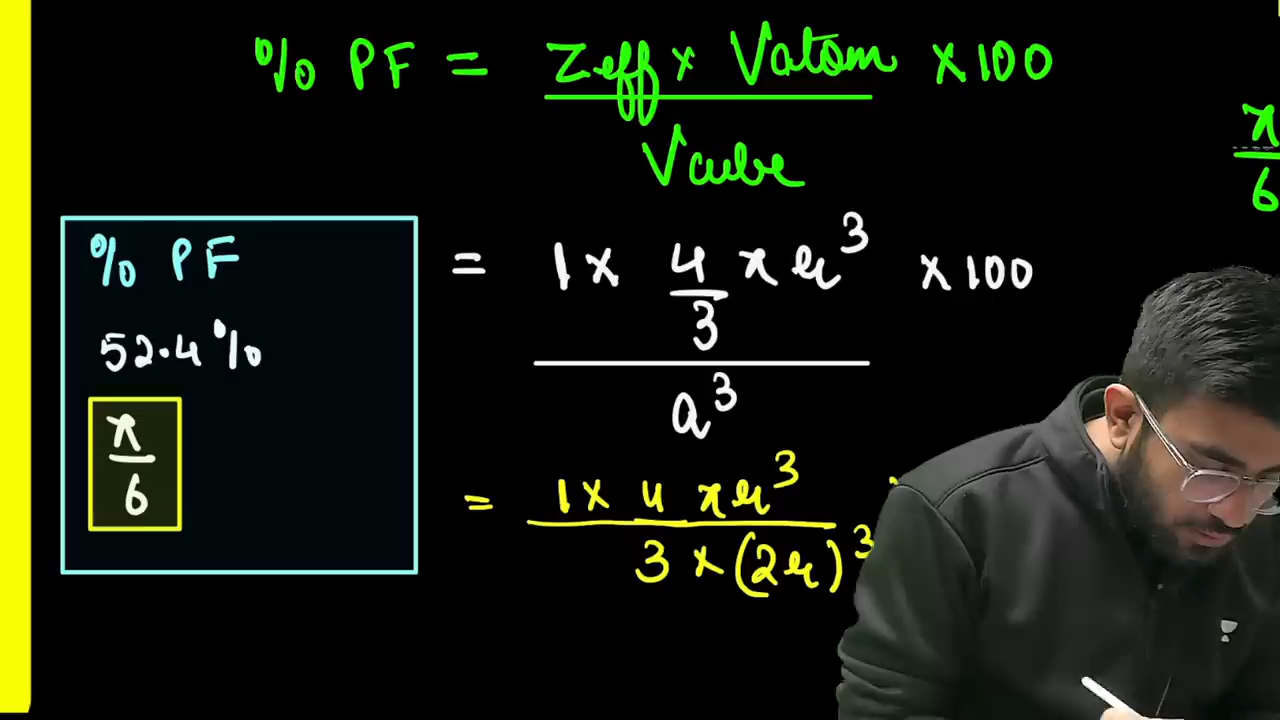 % PF = Zeff × Vatom × 100
Vcube
π
6
% PF = 1 × 4 π r³ × 100
3
a³
52.4%
π
6
= 1 × 4 π r³
3 × (2r)³